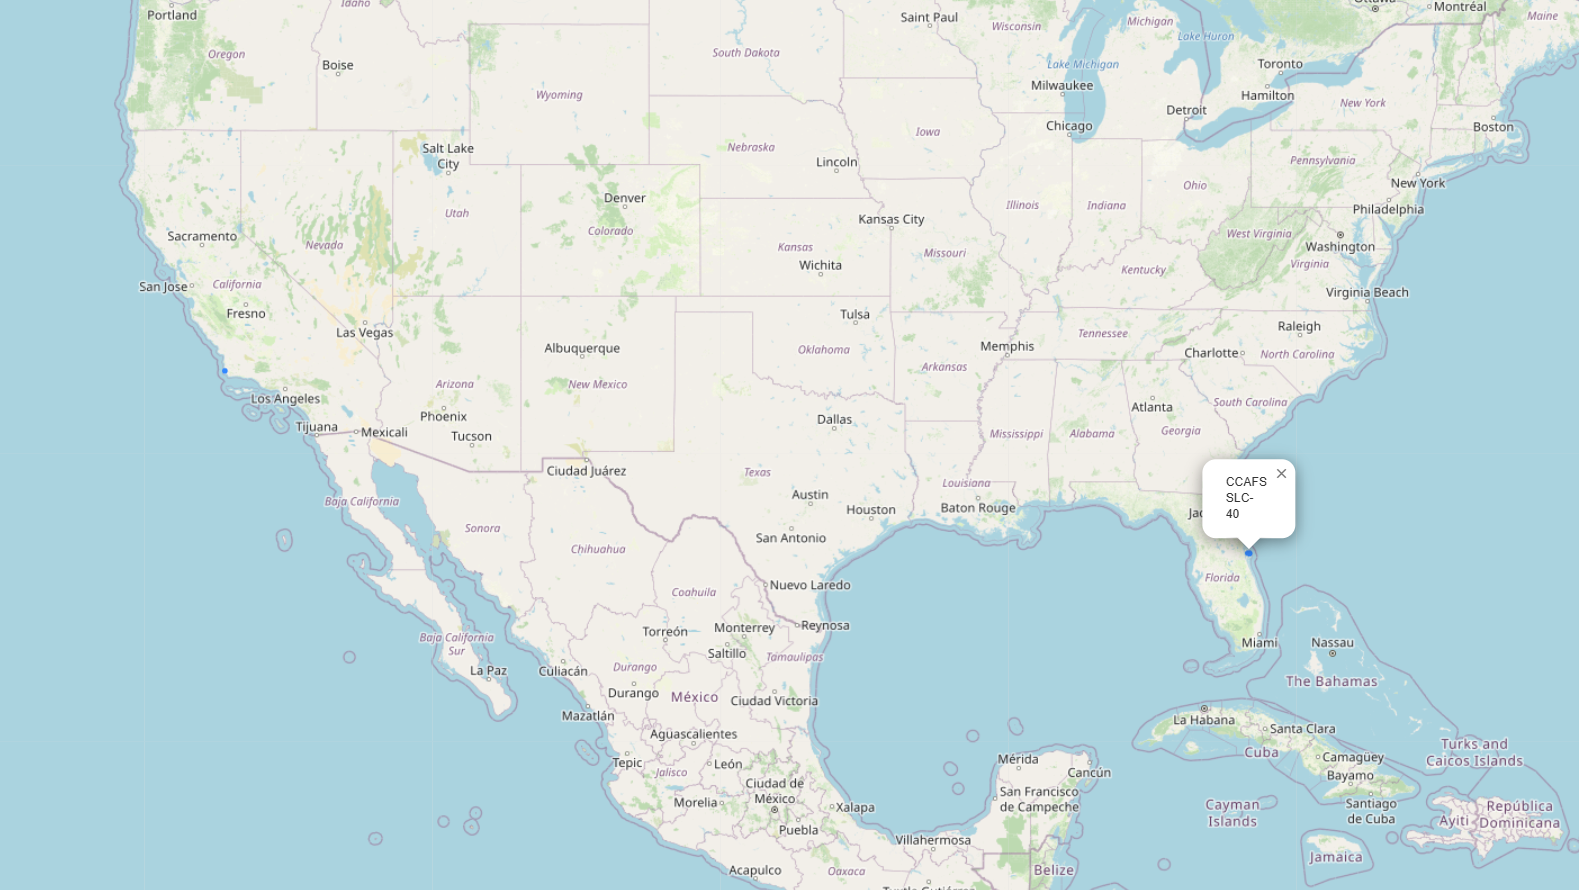 Idaho
Portland
Oregon
Boise
Wyoming
South Dakota
Saint Paul
Wisconsin
Michigan
Lake Huron
Lake Michigan
Ottawa
Montréal
Maine
Toronto
Hamilton
New York
Milwaukee
Detroit
Chicago
Boston
Iowa
Salt Lake
City
Nebraska
Lincoln
Pennsylvania
New York
Ohio
Philadelphia
Denver
Utah
Colorado
Kansas City
Illinois
Indiana
West Virginia
Washington
Sacramento
Nevada
Kansas
Wichita
Missouri
Kentucky
Virginia
San Jose
California
Virginia Beach
Fresno
Las Vegas
Tulsa
Raleigh
Tennessee
Albuquerque
Oklahoma
Memphis
Charlotte
North Carolina
Arkansas
Arizona
New Mexico
Los Angeles
South Carolina
Phoenix
Dallas
Atlanta
Tijuana
Mexicali
Tucson
Mississippi
Alabama
Georgia
Ciudad Juárez
Texas
Louisiana
CCAFS
SLC-
40
Baja California
Austin
Houston
Baton Rouge
Jac
Sonora
San Antonio
Chihuahua
Florida
Nuevo Laredo
Coahuila
Torreón
Monterrey
Reynosa
Baja California
Sur
Saltillo
Tamaulipas
Miami
Nassau
La Paz
Culiacán
Durango
Durango
México
Ciudad Victoria
The Bahamas
Mazatlán
Aguascalientes
La Habana
Santa Clara
Cuba
Turks and
Caicos Islands
Tepic
Jalisco
León
Mérida
Cancún
Camagüey
Bayamo
Ciudad de
México
Morelia
Xalapa
San Francisco
de Campeche
Cayman
Islands
Santiago
de Cuba
Ayiti
República
Dominicana
Puebla
Villahermosa
Jamaica
Acapulco
Oaxaca
Belize
Tuxtla Gutiérrez